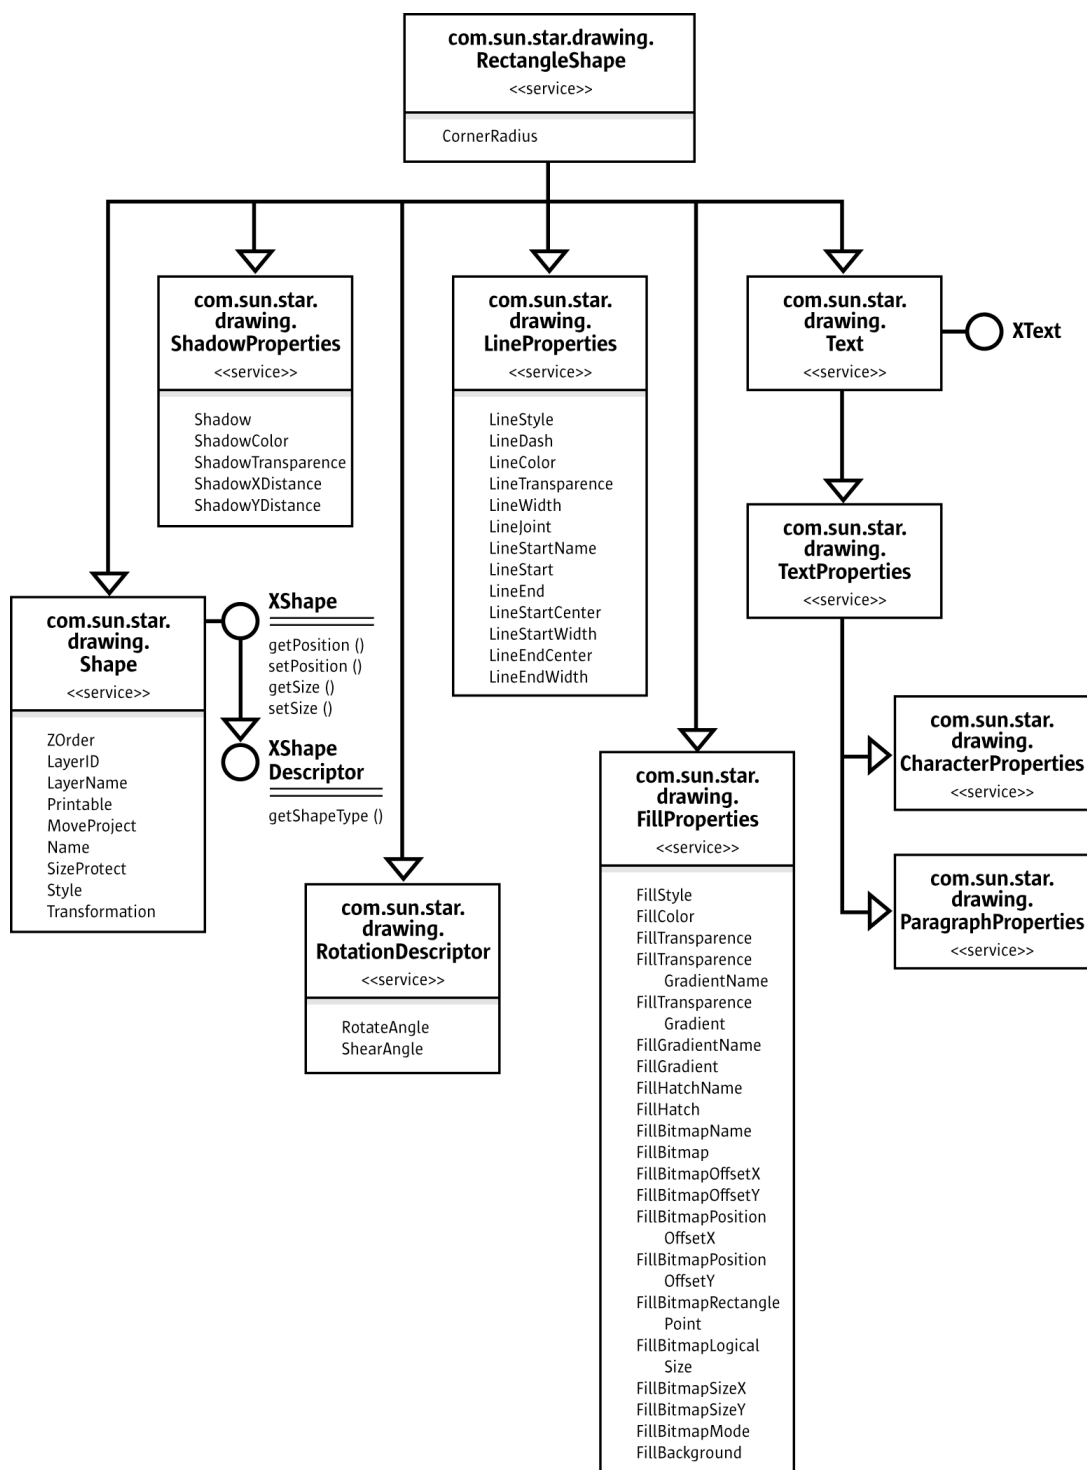 com.sun.star.drawing.
RectangleShape
<<service>>
CornerRadius
com.sun.star.
drawing.
ShadowProperties
<<service>>
Shadow
ShadowColor
ShadowTransparence
ShadowXDistance
ShadowYDistance
com.sun.star.
drawing.
LineProperties
<<service>>
LineStyle
LineDash
LineColor
LineTransparence
LineWidth
LineJoint
LineStartName
LineStart
LineEnd
LineStartCenter
LineStartWidth
LineEndCenter
LineEndWidth
com.sun.star.
drawing.
Text
<<service>>
XText
com.sun.star.
drawing.
TextProperties
<<service>>
com.sun.star.
drawing.
Shape
<<service>>
ZOrder
LayerID
LayerName
Printable
MoveProject
Name
SizeProtect
Style
Transformation
XShape
getPosition ()
setPosition ()
getSize ()
setSize ()
XShape
Descriptor
getShapeType ()
com.sun.star.
drawing.
RotationDescriptor
<<service>>
RotateAngle
ShearAngle
com.sun.star.
drawing.
FillProperties
<<service>>
FillStyle
FillColor
FillTransparence
FillTransparence
GradientName
FillTransparence
Gradient
FillGradientName
FillGradient
FillHatchName
FillHatch
FillBitmapName
FillBitmap
FillBitmapOffsetX
FillBitmapOffsetY
FillBitmapPosition
OffsetX
FillBitmapPosition
OffsetY
FillBitmapRectangle
Point
FillBitmapLogical
Size
FillBitmapSizeX
FillBitmapSizeY
FillBitmapMode
FillBackground
com.sun.star.
drawing.
CharacterProperties
<<service>>
com.sun.star.
drawing.
ParagraphProperties
<<service>>